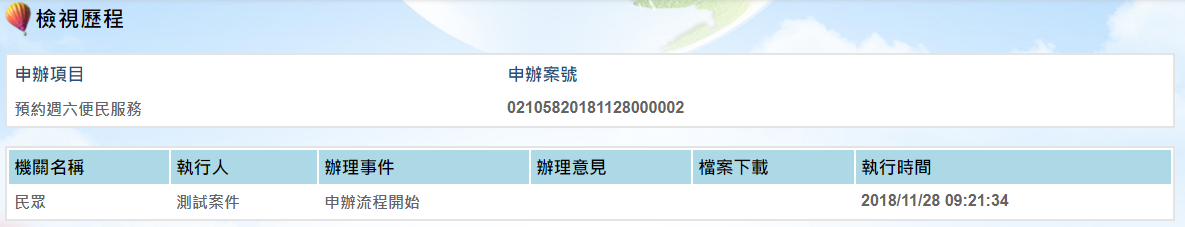 檢視歷程
申辦項目 申辦案號
預約週六便民服務 02105820181128000002
機關名稱 執行人 辦理事件 辦理意見 檔案下載 執行時間
民眾 測試案件 申辦流程開始 2018/11/28 09:21:34